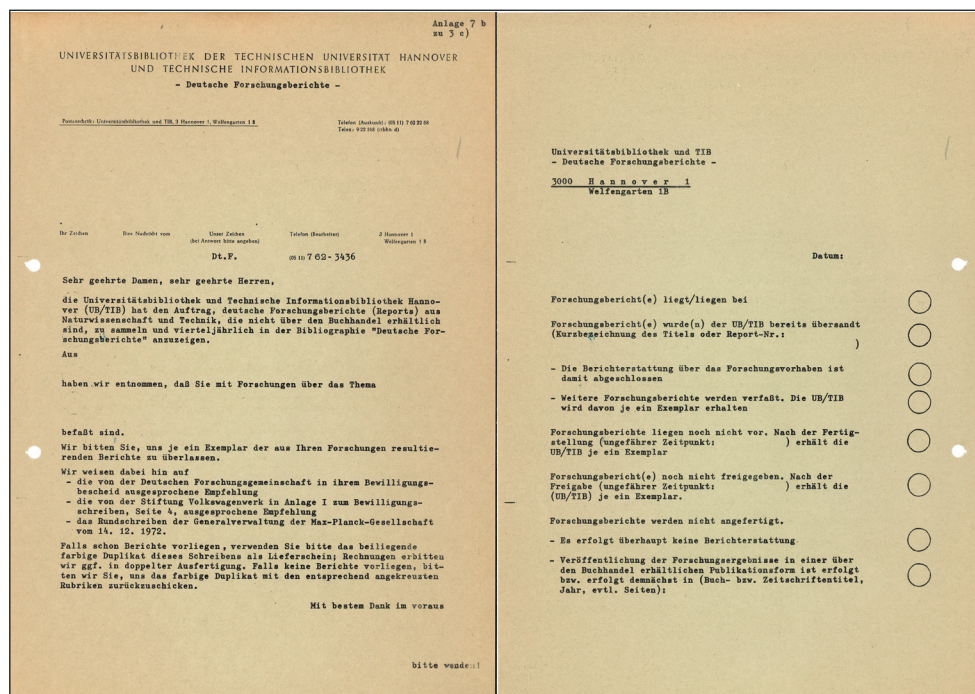 Anlage 7 b
zu 3 c)
UNIVERSITÄTSBIBLIOTHEK DER TECHNISCHEN UNIVERSITÄT HANNOVER
UND TECHNISCHE INFORMATIONSBIBLIOTHEK
- Deutsche Forschungsberichte -
Postanschrift: Universitätsbibliothek und TIB, 3 Hannover 1, Welfengarten 1 B
Telefon (Auskunft): (05 11) 7 62 22 68
Telex: 9 22 168 (trbhn d)
Ihr Zeichen Ihre Nachricht vom Unser Zeichen Telefon (Bearbeiter) 3 Hannover 1
(bei Antwort bitte angeben) Welfengarten 1 B
Dt.F. (05 11) 7 62 - 3436
Sehr geehrte Damen, sehr geehrte Herren,
die Universitätsbibliothek und Technische Informationsbibliothek Hanno-
ver (UB/TIB) hat den Auftrag, deutsche Forschungsberichte (Reports) aus
Naturwissenschaft und Technik, die nicht über den Buchhandel erhältlich
sind, zu sammeln und vierteljährlich in der Bibliographie "Deutsche For-
schungsberichte" anzuzeigen.
Aus
haben wir entnommen, daß Sie mit Forschungen über das Thema
befaßt sind.
Wir bitten Sie, uns je ein Exemplar der aus Ihren Forschungen resultie-
renden Berichte zu überlassen.
Wir weisen dabei hin auf
- die von der Deutschen Forschungsgemeinschaft in ihrem Bewilligungs-
bescheid ausgesprochene Empfehlung
- die von der Stiftung Volkswagenwerk in Anlage I zum Bewilligungs-
schreiben, Seite 4, ausgesprochene Empfehlung
- das Rundschreiben der Generalverwaltung der Max-Planck-Gesellschaft
vom 14. 12. 1972.
Falls schon Berichte vorliegen, verwenden Sie bitte das beiliegende
farbige Duplikat dieses Schreibens als Lieferschein; Rechnungen erbitten
wir ggf. in doppelter Ausfertigung. Falls keine Berichte vorliegen, bit-
ten wir Sie, uns das farbige Duplikat mit den entsprechend angekreuzten
Rubriken zurückzuschicken.
Mit bestem Dank im voraus
bitte wenden!
Universitätsbibliothek und TIB
- Deutsche Forschungsberichte -
3000 H a n n o v e r 1
Welfengarten 1B
Datum:
Forschungsbericht(e) liegt/liegen bei
Forschungsbericht(e) wurde(n) der UB/TIB bereits übersandt
(Kurzbezeichnung des Titels oder Report-Nr.:
)
- Die Berichterstattung über das Forschungsvorhaben ist
damit abgeschlossen
- Weitere Forschungsberichte werden verfaßt. Die UB/TIB
wird davon je ein Exemplar erhalten
Forschungsberichte liegen noch nicht vor. Nach der Fertig-
stellung (ungefährer Zeitpunkt: ) erhält die
UB/TIB je ein Exemplar
Forschungsbericht(e) noch nicht freigegeben. Nach der
Freigabe (ungefährer Zeitpunkt: ) erhält die
(UB/TIB) je ein Exemplar.
Forschungsberichte werden nicht angefertigt.
- Es erfolgt überhaupt keine Berichterstattung
- Veröffentlichung der Forschungsergebnisse in einer über
den Buchhandel erhältlichen Publikationsform ist erfolgt
bzw. erfolgt demnächst in (Buch- bzw. Zeitschriftentitel,
Jahr, evtl. Seiten):